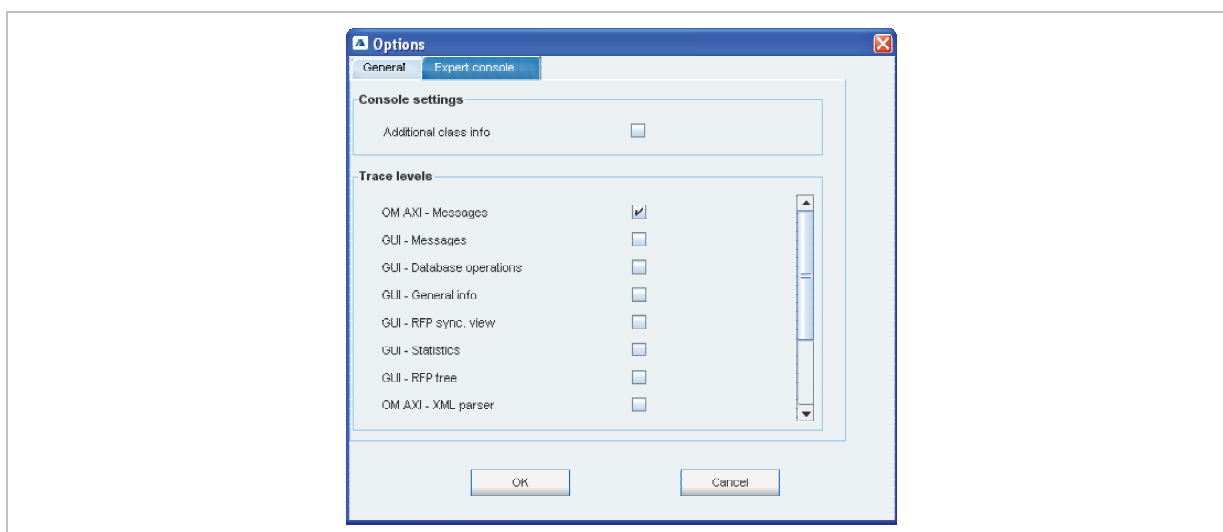 Options
General Expert console
Console settings
Additional class info
Trace levels
OM AXI - Messages
GUI - Messages
GUI - Database operations
GUI - General info
GUI - RFP sync. view
GUI - Statistics
GUI - RFP tree
OM AXI - XML parser
OK Cancel